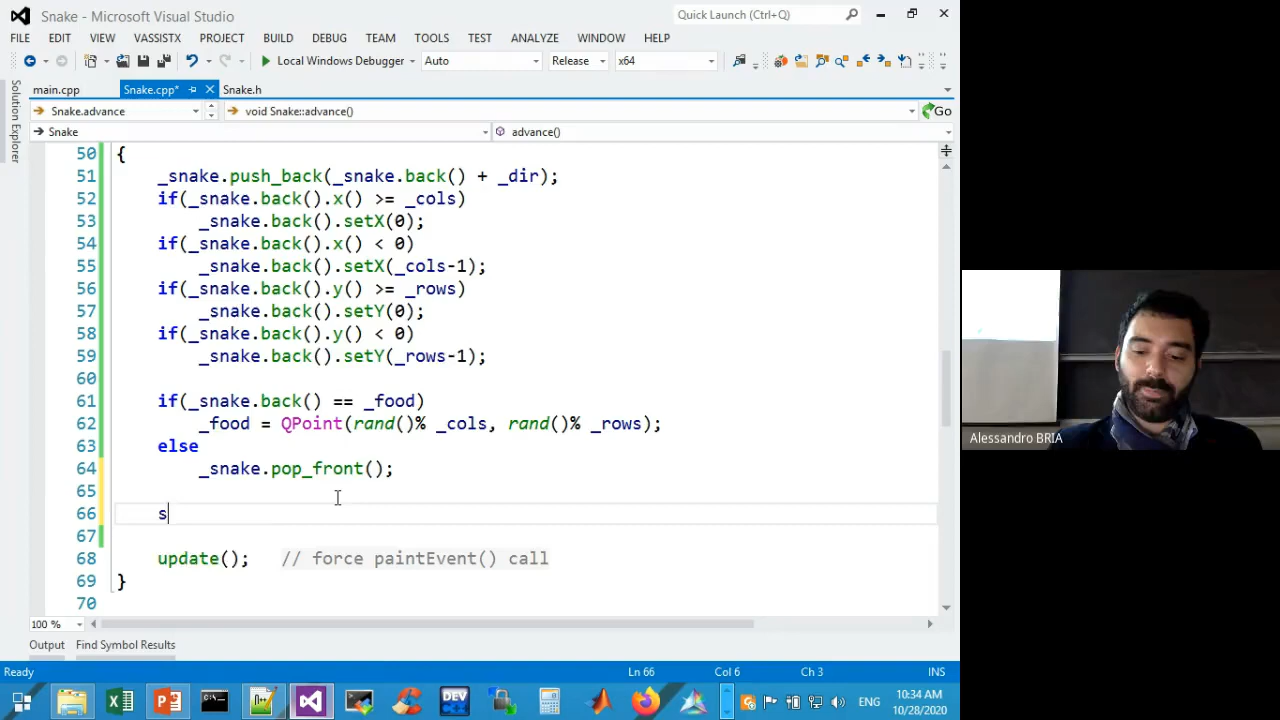 Snake - Microsoft Visual Studio
Quick Launch (Ctrl+Q)
FILE EDIT VIEW VASSISTX PROJECT BUILD DEBUG TEAM TOOLS TEST ANALYZE WINDOW HELP
Local Windows Debugger Auto Release x64
Solution Explorer
main.cpp Snake.cpp* Snake.h
Snake.advance void Snake::advance() Go
Snake advance()
50 {
51 _snake.push_back(_snake.back() + _dir);
52 if(_snake.back().x() >= _cols)
53 _snake.back().setX(0);
54 if(_snake.back().x() < 0)
55 _snake.back().setX(_cols-1);
56 if(_snake.back().y() >= _rows)
57 _snake.back().setY(0);
58 if(_snake.back().y() < 0)
59 _snake.back().setY(_rows-1);
60
61 if(_snake.back() == _food)
62 _food = QPoint(rand()% _cols, rand()% _rows);
63 else
64 _snake.pop_front();
65
66 s
67
68 update(); // force paintEvent() call
69 }
70
100 %
Output Find Symbol Results
Ready Ln 66 Col 6 Ch 3 INS
DEV
ENG
10:34 AM
10/28/2020
Alessandro BRIA